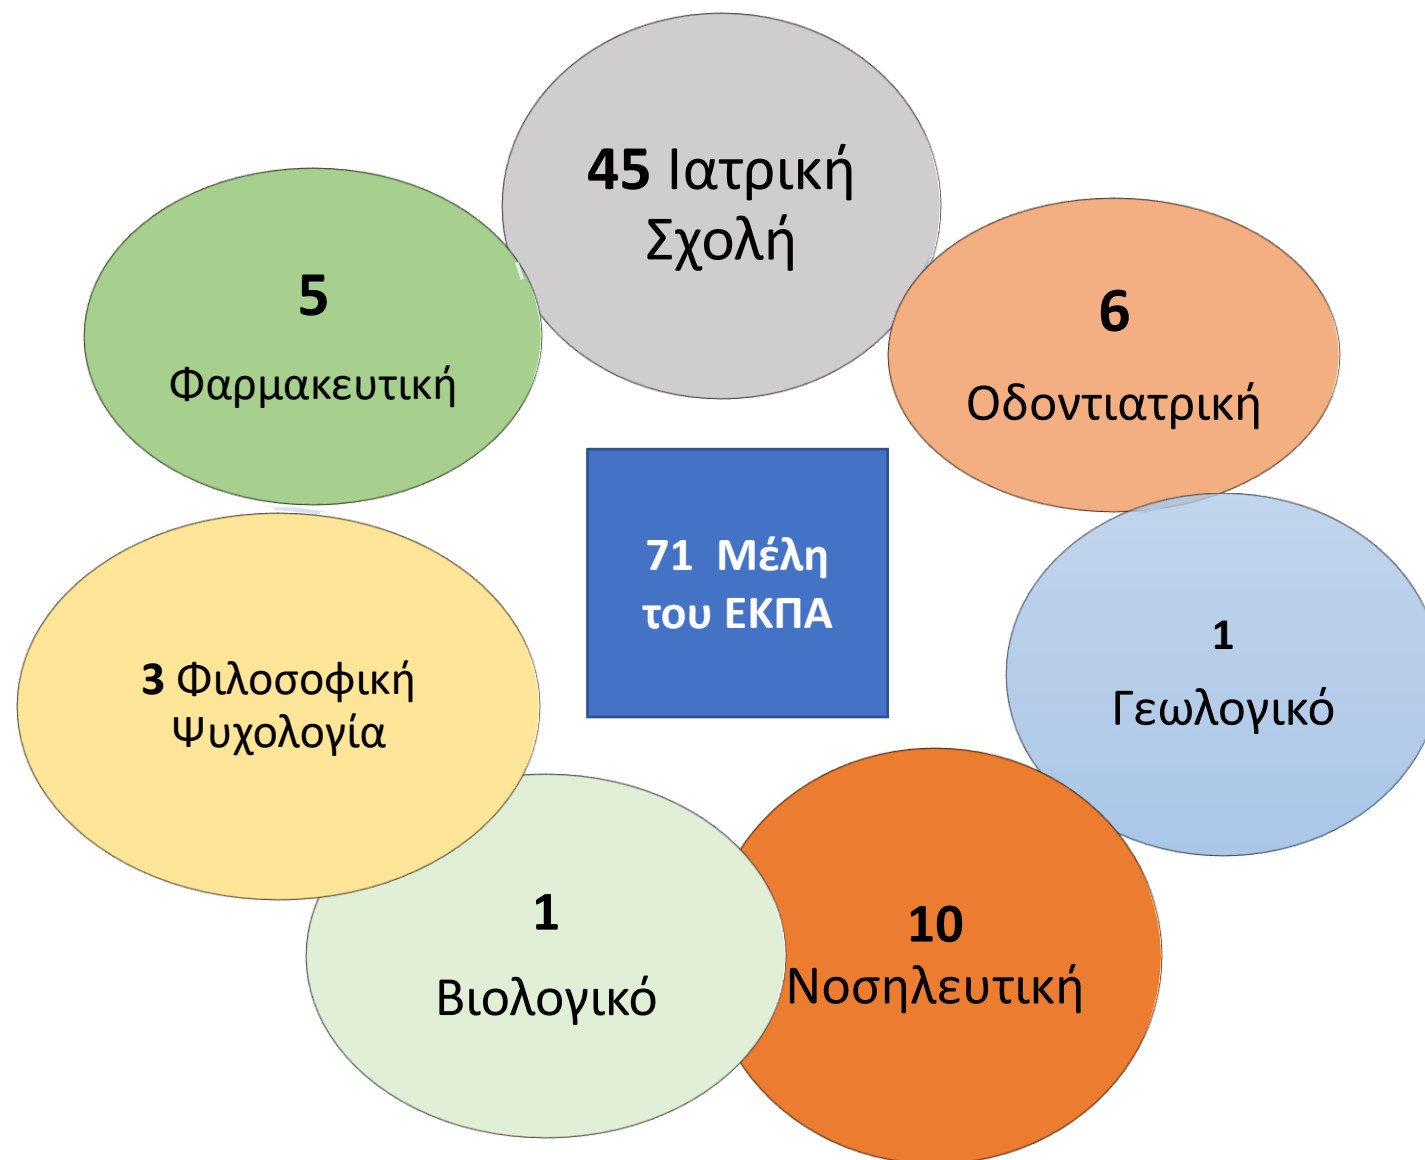 45 Ιατρική
Σχολή
5
Φαρμακευτική
6
Οδοντιατρική
71 Μέλη
του ΕΚΠΑ
1
Γεωλογικό
3 Φιλοσοφική
Ψυχολογία
1
Βιολογικό
10
Νοσηλευτική